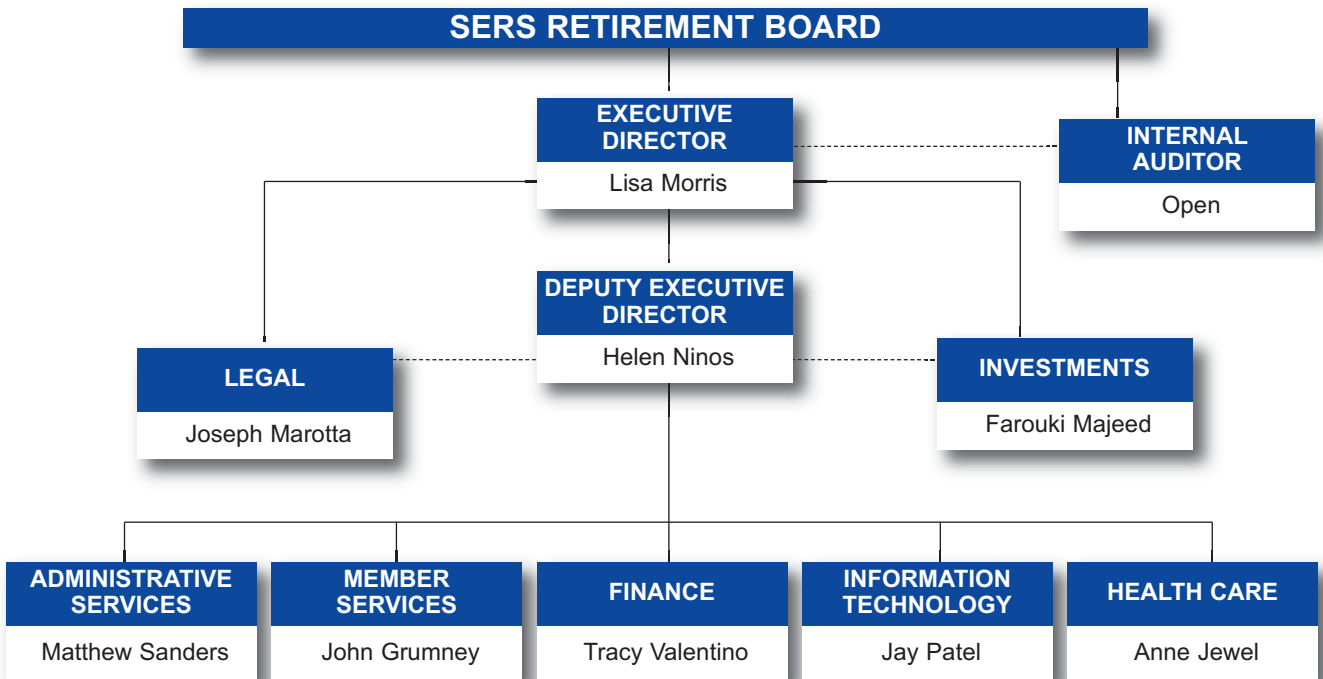 SERS RETIREMENT BOARD
EXECUTIVE
DIRECTOR
Lisa Morris
INTERNAL
AUDITOR
Open
DEPUTY EXECUTIVE
DIRECTOR
Helen Ninos
LEGAL
Joseph Marotta
INVESTMENTS
Farouki Majeed
ADMINISTRATIVE
SERVICES
Matthew Sanders
MEMBER
SERVICES
John Grumney
FINANCE
Tracy Valentino
INFORMATION
TECHNOLOGY
Jay Patel
HEALTH CARE
Anne Jewel